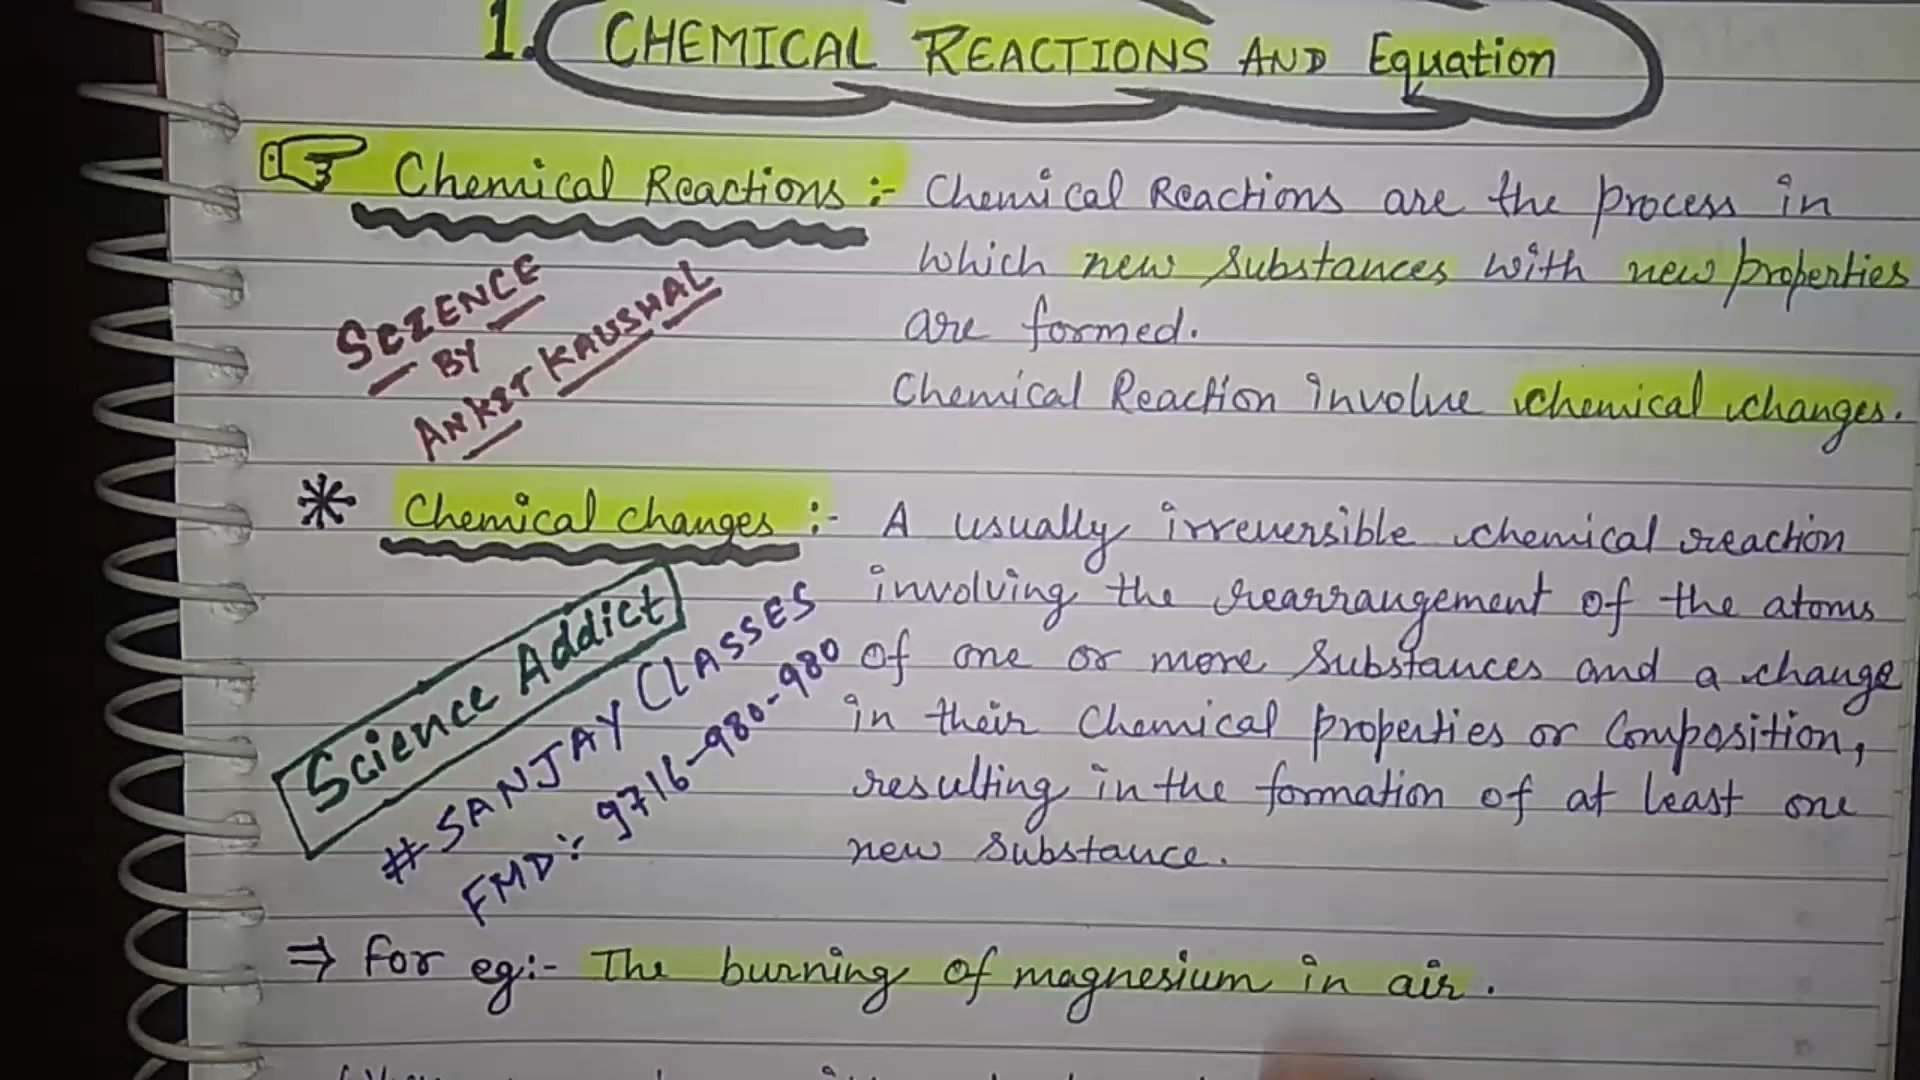 1. CHEMICAL REACTIONS AND Equation
Chemical Reactions :- Chemical Reactions are the process in
which new substances with new properties
are formed.
Chemical Reaction involve chemical changes.
SCIENCE
BY
ANKIT KAUSHAL
* Chemical changes :- A usually irreversible chemical reaction
involving the rearrangement of the atoms
of one or more substances and a change
in their chemical properties or composition,
resulting in the formation of at least one
new substance.
Science Addict
# SANJAY CLASSES
FMD:- 9716-980-980
⇒ for eg:- The burning of magnesium in air.